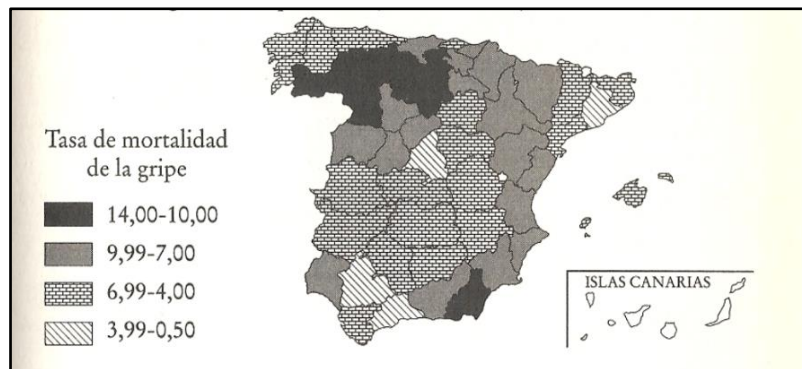 Tasa de mortalidad
de la gripe
14,00-10,00
9,99-7,00
6,99-4,00
3,99-0,50
ISLAS CANARIAS